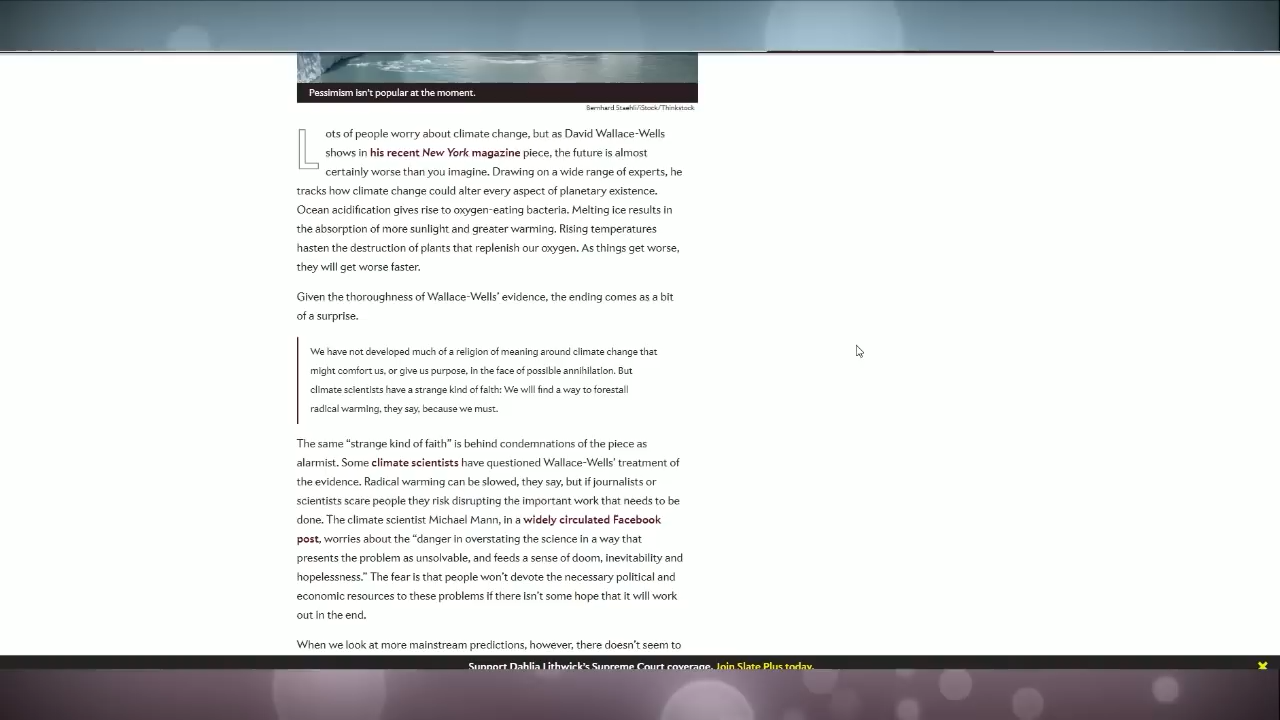 Pessimism isn't popular at the moment.
Bernhard Staehli/iStock/Thinkstock
Lots of people worry about climate change, but as David Wallace-Wells
shows in his recent New York magazine piece, the future is almost
certainly worse than you imagine. Drawing on a wide range of experts, he
tracks how climate change could alter every aspect of planetary existence.
Ocean acidification gives rise to oxygen-eating bacteria. Melting ice results in
the absorption of more sunlight and greater warming. Rising temperatures
hasten the destruction of plants that replenish our oxygen. As things get worse,
they will get worse faster.
Given the thoroughness of Wallace-Wells' evidence, the ending comes as a bit
of a surprise.
We have not developed much of a religion of meaning around climate change that
might comfort us, or give us purpose, in the face of possible annihilation. But
climate scientists have a strange kind of faith: We will find a way to forestall
radical warming, they say, because we must.
The same "strange kind of faith" is behind condemnations of the piece as
alarmist. Some climate scientists have questioned Wallace-Wells' treatment of
the evidence. Radical warming can be slowed, they say, but if journalists or
scientists scare people they risk disrupting the important work that needs to be
done. The climate scientist Michael Mann, in a widely circulated Facebook
post, worries about the "danger in overstating the science in a way that
presents the problem as unsolvable, and feeds a sense of doom, inevitability and
hopelessness." The fear is that people won't devote the necessary political and
economic resources to these problems if there isn't some hope that it will work
out in the end.
When we look at more mainstream predictions, however, there doesn't seem to
Support Dahlia Lithwick's Supreme Court coverage. Join Slate Plus today.